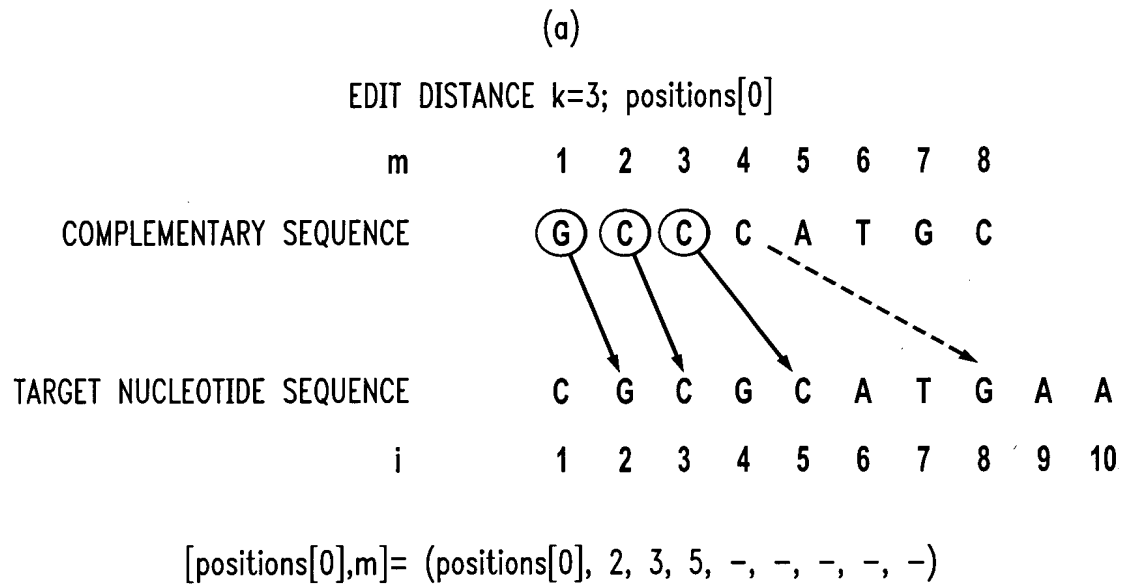 (a)
EDIT DISTANCE k=3; positions[0]
m 1 2 3 4 5 6 7 8
COMPLEMENTARY SEQUENCE G C C C A T G C
TARGET NUCLEOTIDE SEQUENCE C G C G C A T G A A
i 1 2 3 4 5 6 7 8 9 10
[positions[0],m]= (positions[0], 2, 3, 5, -, -, -, -, -)